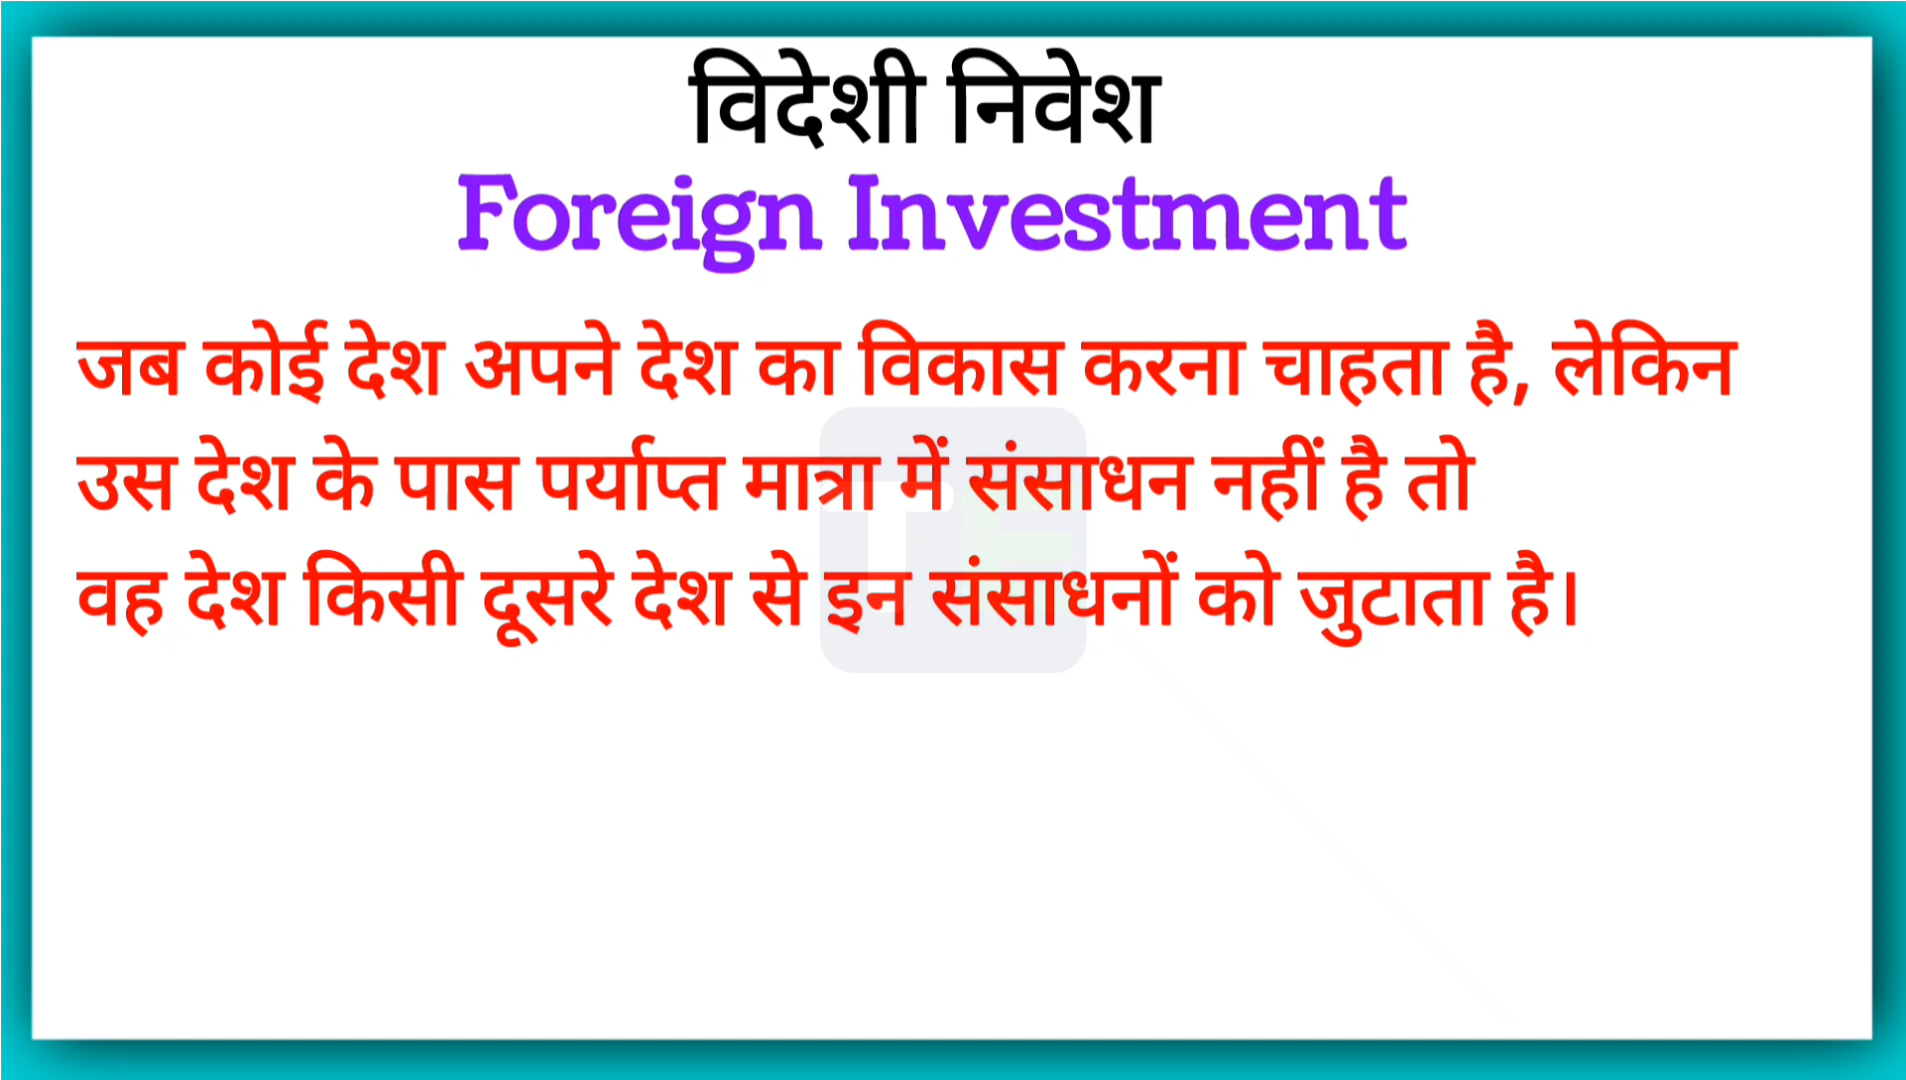 विदेशी निवेश
Foreign Investment
जब कोई देश अपने देश का विकास करना चाहता है, लेकिन
उस देश के पास पर्याप्त मात्रा में संसाधन नहीं है तो
वह देश किसी दूसरे देश से इन संसाधनों को जुटाता है।